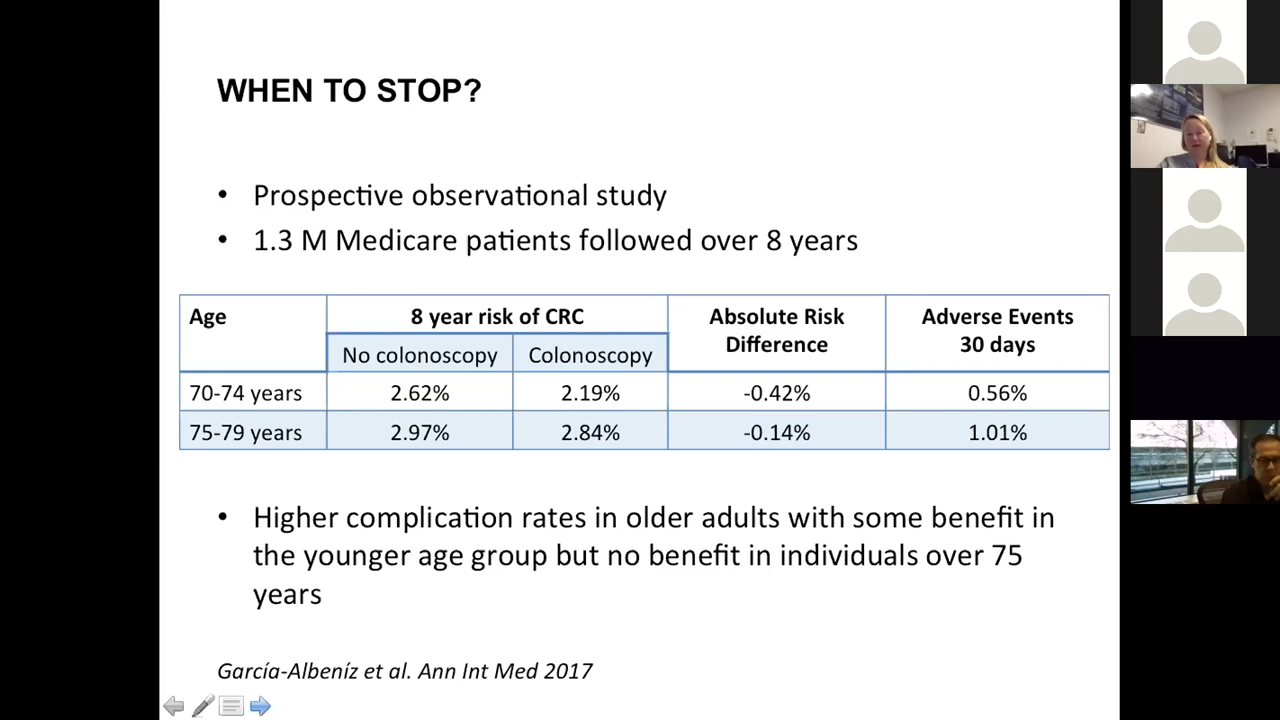 WHEN TO STOP?
• Prospective observational study
• 1.3 M Medicare patients followed over 8 years
Age 8 year risk of CRC Absolute Risk Difference Adverse Events 30 days
No colonoscopy Colonoscopy
70-74 years 2.62% 2.19% -0.42% 0.56%
75-79 years 2.97% 2.84% -0.14% 1.01%
• Higher complication rates in older adults with some benefit in
the younger age group but no benefit in individuals over 75
years
García-Albeníz et al. Ann Int Med 2017